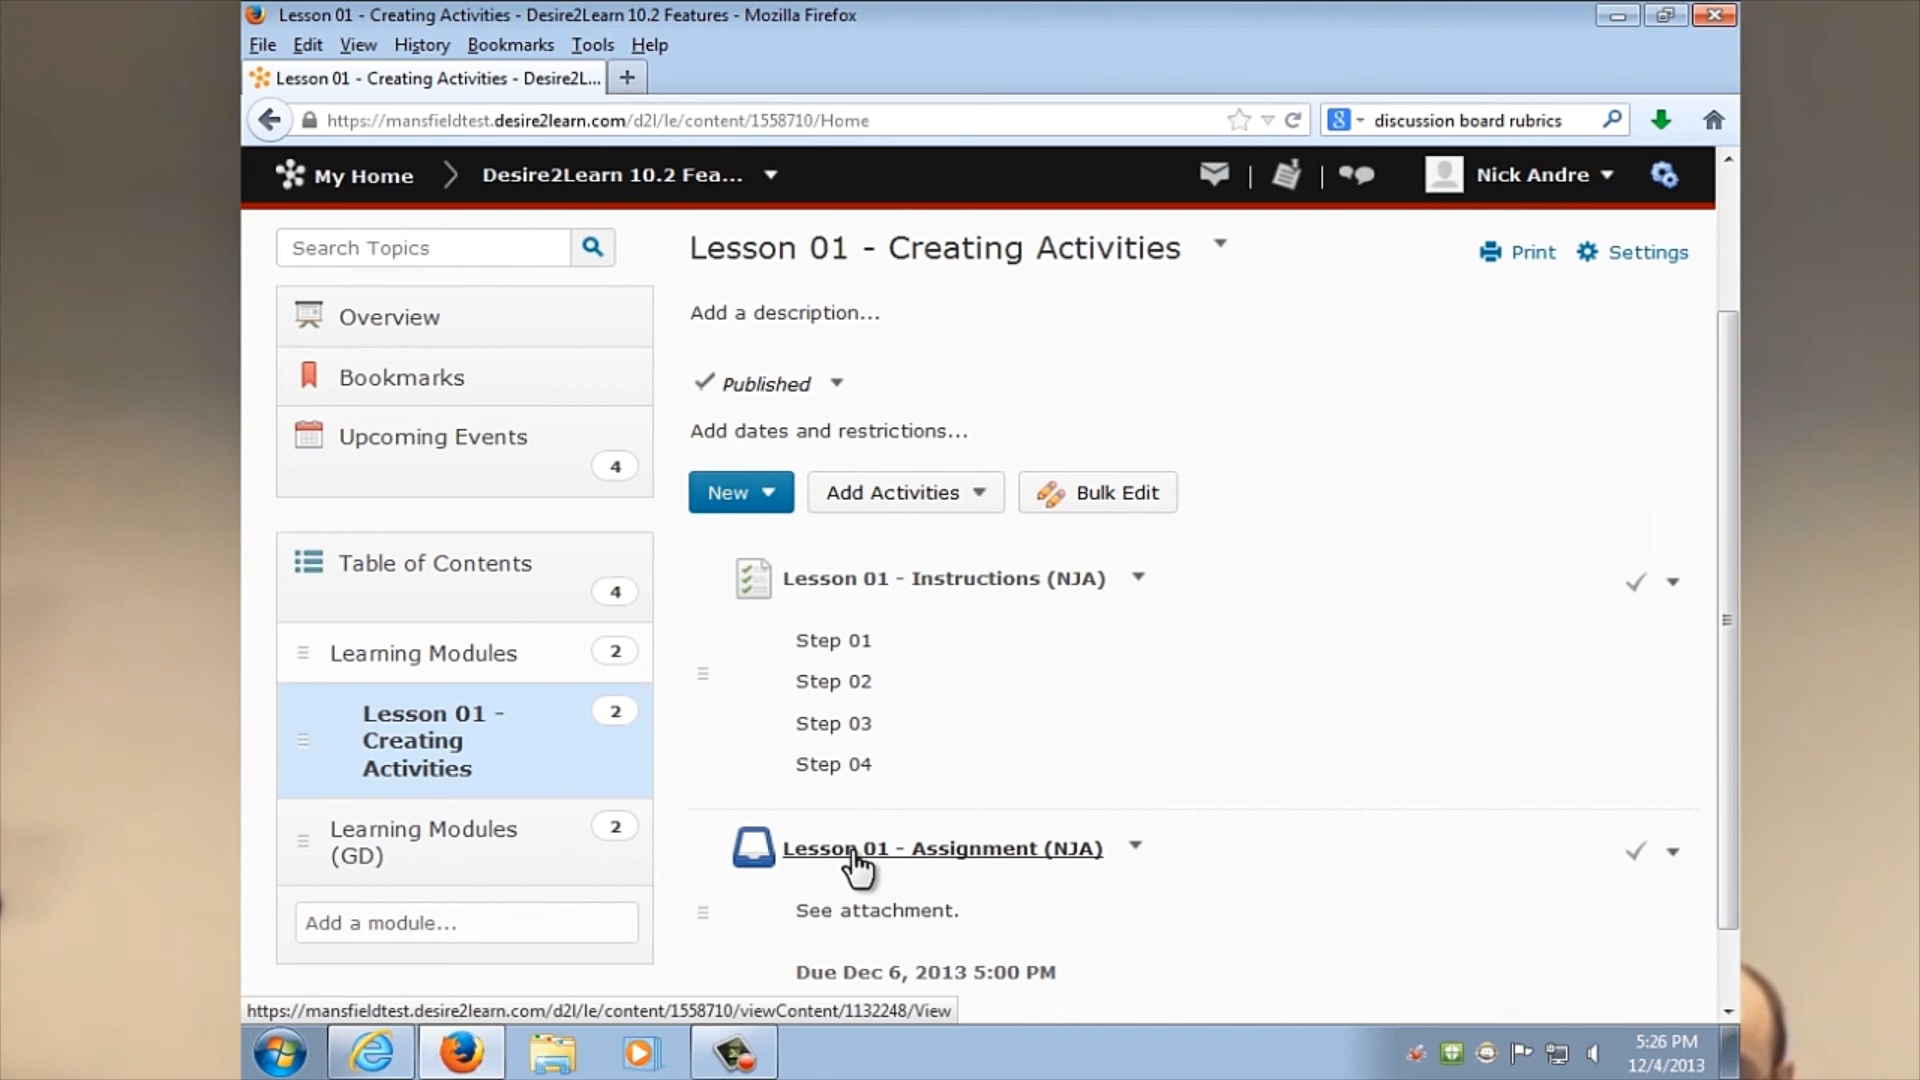 Lesson 01 - Creating Activities - Desire2Learn 10.2 Features - Mozilla Firefox
File Edit View History Bookmarks Tools Help
Lesson 01 - Creating Activities - Desire2L... +
https://mansfieldtest.desire2learn.com/d2l/le/content/1558710/Home
discussion board rubrics
My Home
Desire2Learn 10.2 Fea...
Nick Andre
Search Topics
Overview
Bookmarks
Upcoming Events
4
Table of Contents
4
Learning Modules 2
Lesson 01 - 2
Creating
Activities
Learning Modules 2
(GD)
Add a module...
Lesson 01 - Creating Activities
Print Settings
Add a description...
Published
Add dates and restrictions...
New Add Activities Bulk Edit
Lesson 01 - Instructions (NJA)
Step 01
Step 02
Step 03
Step 04
Lesson 01 - Assignment (NJA)
See attachment.
Due Dec 6, 2013 5:00 PM
https://mansfieldtest.desire2learn.com/d2l/le/content/1558710/viewContent/1132248/View
5:26 PM
12/4/2013